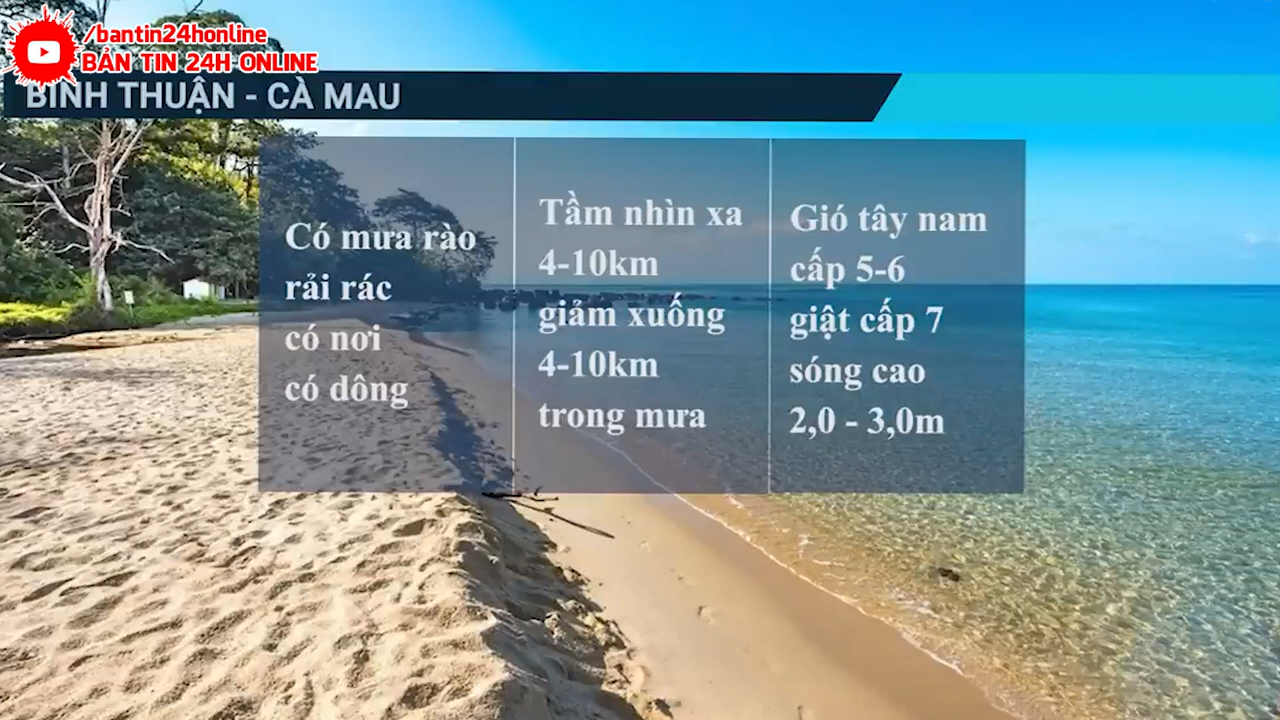 /bantin24honline
BẢN TIN 24H ONLINE
BÌNH THUẬN - CÀ MAU
Có mưa rào
rải rác
có nơi
có dông
Tầm nhìn xa
4-10km
giảm xuống
4-10km
trong mưa
Gió tây nam
cấp 5-6
giật cấp 7
sóng cao
2,0 - 3,0m